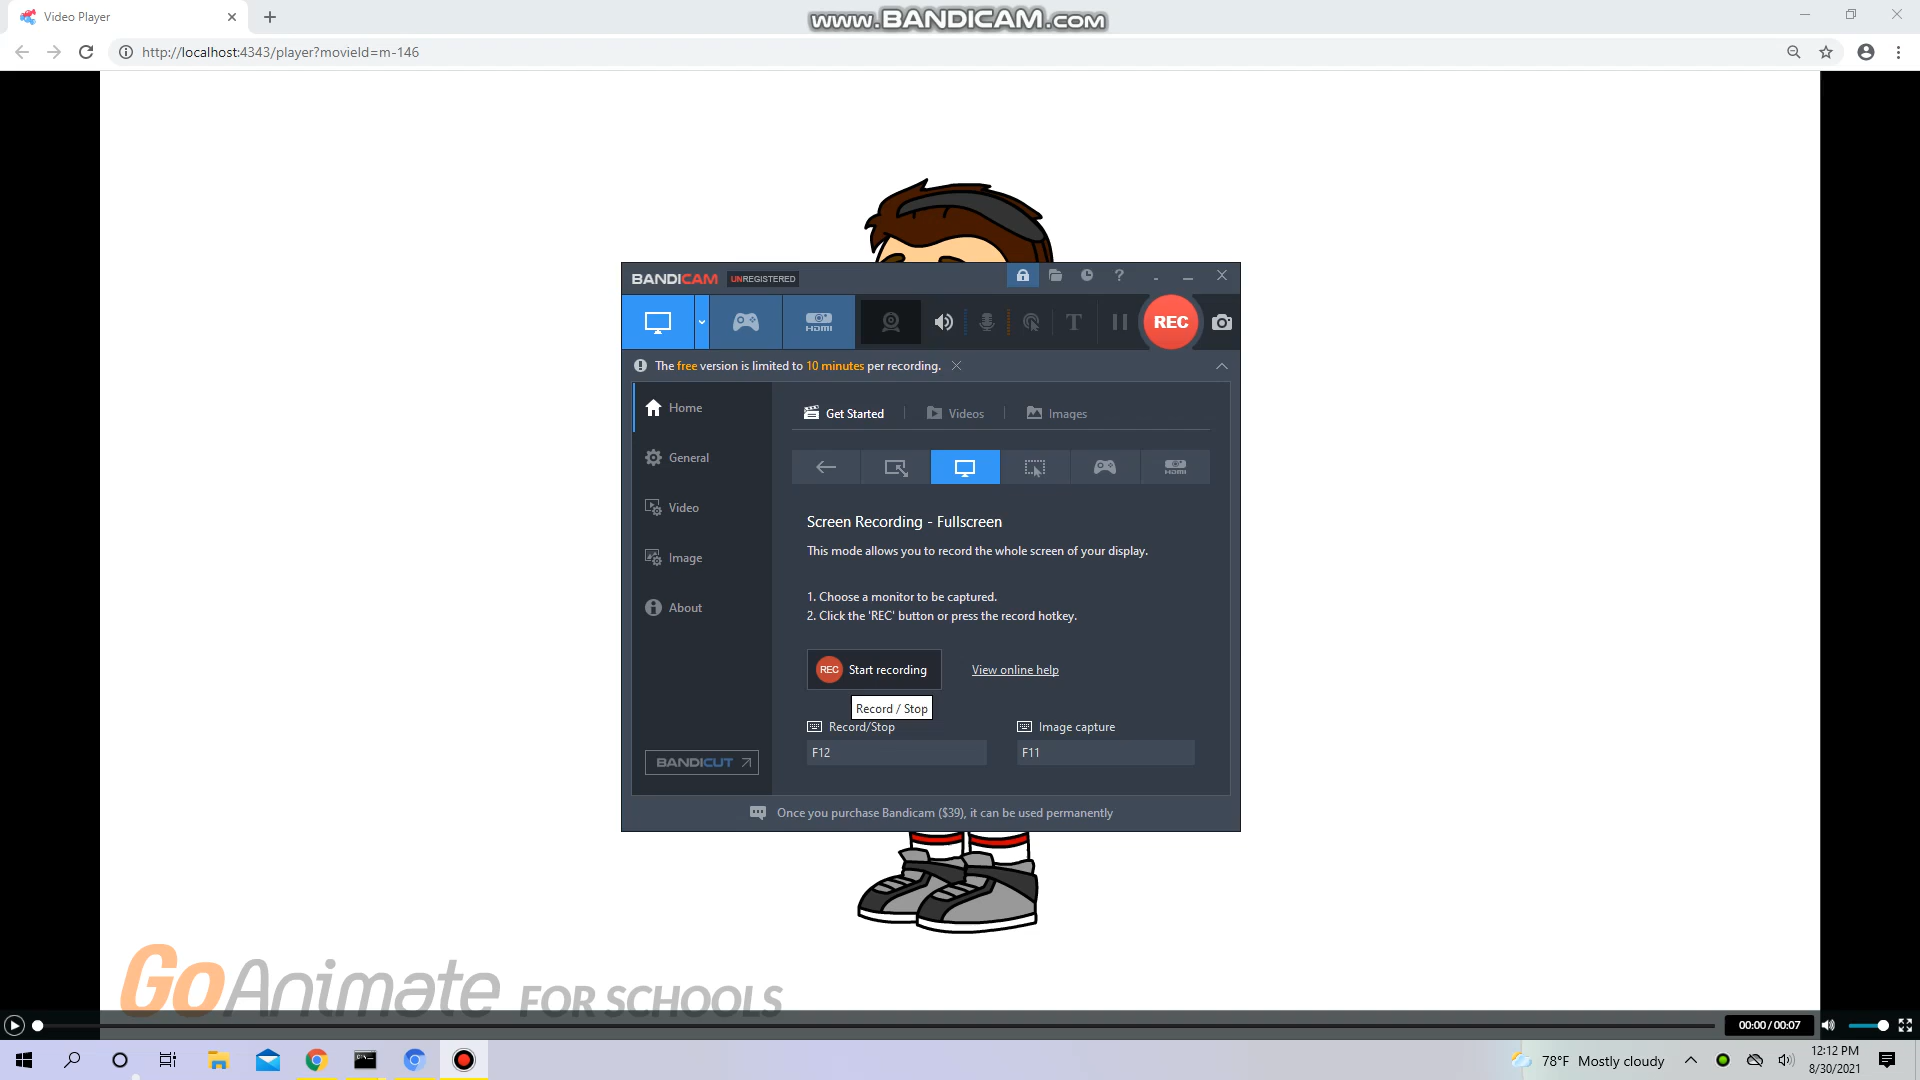 Video Player
www.BANDICAM.com
http://localhost:4343/player?movieId=m-146
BANDICAM UNREGISTERED
HDMI
T
REC
The free version is limited to 10 minutes per recording.
Home
General
Video
Image
About
BANDICUT
Get Started
Videos
Images
HDMI
Screen Recording - Fullscreen
This mode allows you to record the whole screen of your display.
1. Choose a monitor to be captured.
2. Click the 'REC' button or press the record hotkey.
REC Start recording
View online help
Record / Stop
Record/Stop
Image capture
F12
F11
Once you purchase Bandicam ($39), it can be used permanently
GoAnimate FOR SCHOOLS
00:00 / 00:07
78°F Mostly cloudy
12:12 PM
8/30/2021